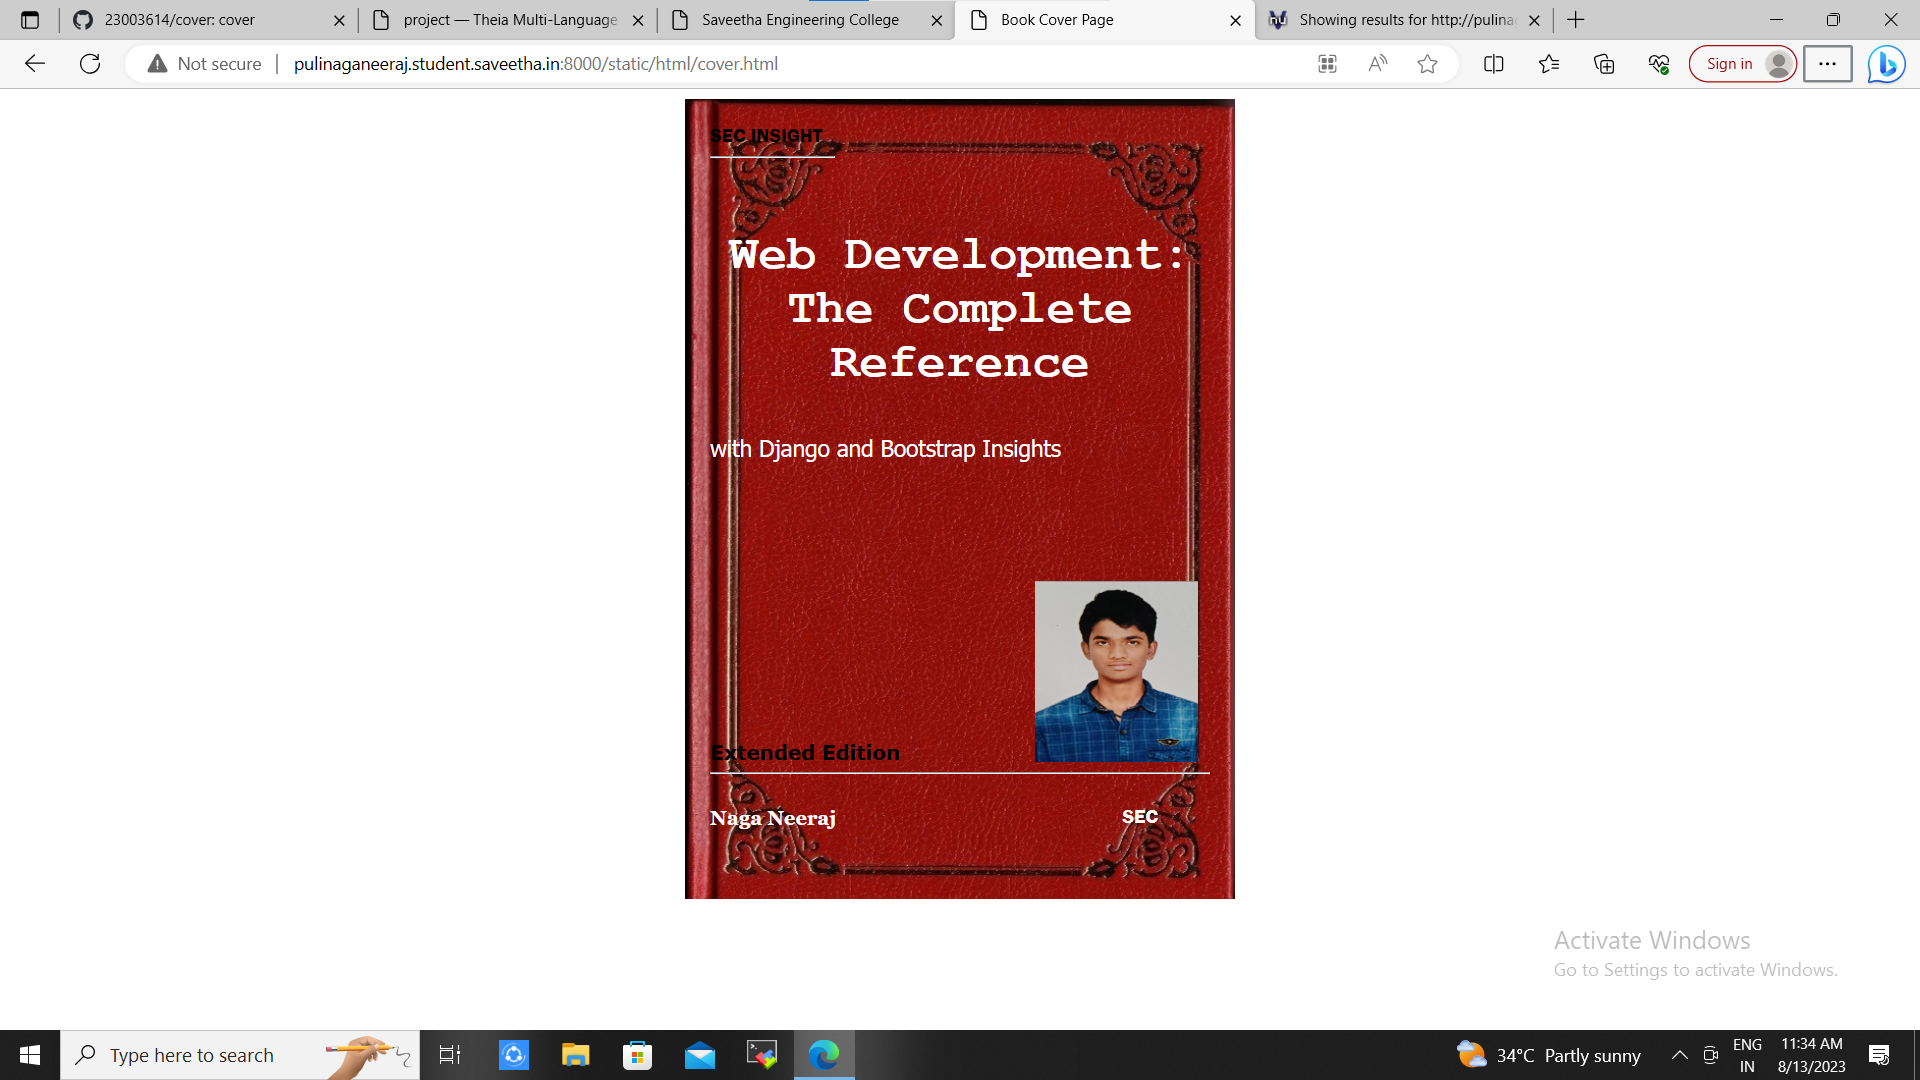 23003614/cover: cover
project — Theia Multi-Language
Saveetha Engineering College
Book Cover Page
Showing results for http://pulina
Not secure
pulinaganeeraj.student.saveetha.in:8000/static/html/cover.html
Sign in
SEC INSIGHT
Web Development:
The Complete
Reference
with Django and Bootstrap Insights
Extended Edition
Naga Neeraj
SEC
Activate Windows
Go to Settings to activate Windows.
Type here to search
34°C Partly sunny
ENG
IN
11:34 AM
8/13/2023